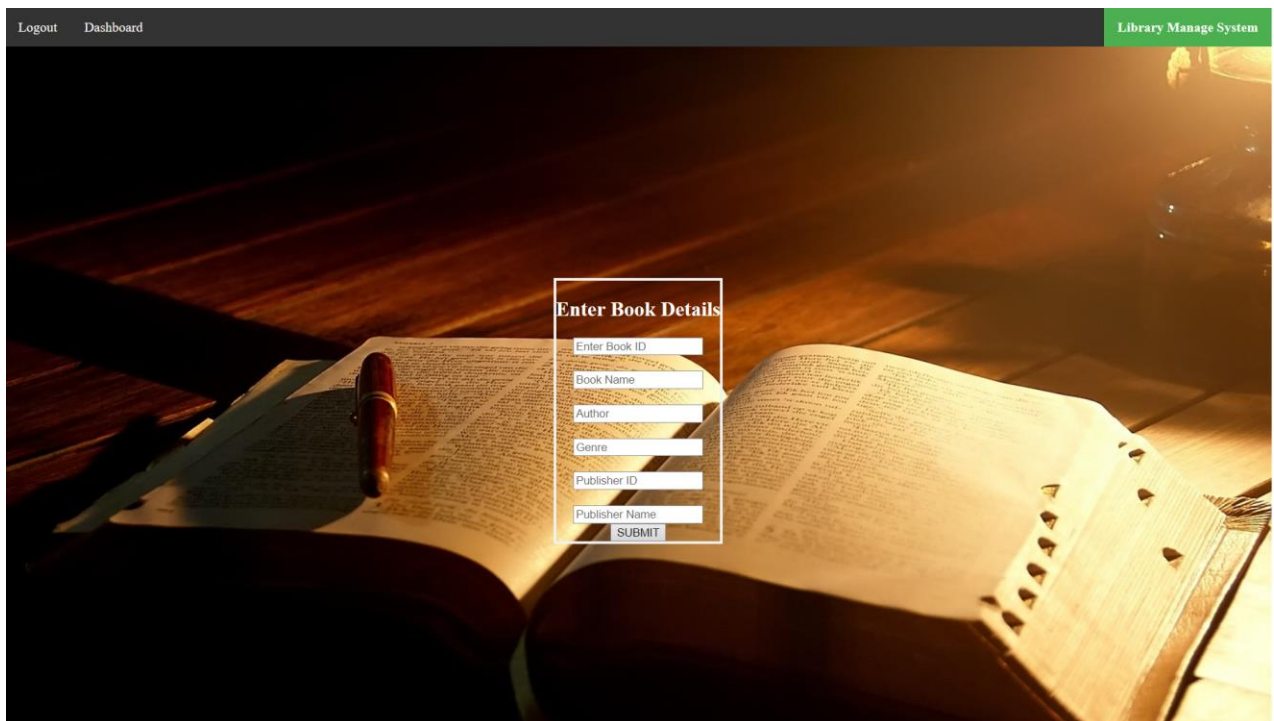 Logout Dashboard Library Manage System
Enter Book Details
Enter Book ID
Book Name
Author
Genre
Publisher ID
Publisher Name
SUBMIT